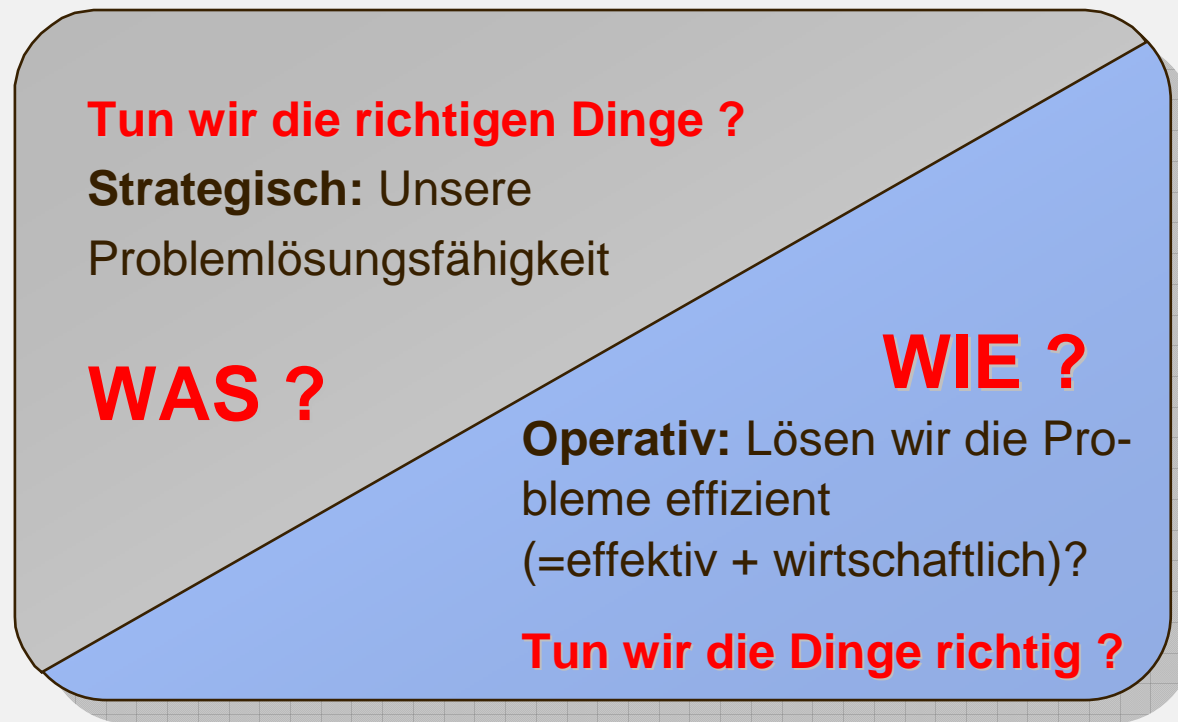 Tun wir die richtigen Dinge ?
Strategisch: Unsere
Problemlösungsfähigkeit
WAS ?
WIE ?
Operativ: Lösen wir die Pro-
bleme effizient
(=effektiv + wirtschaftlich)?
Tun wir die Dinge richtig ?